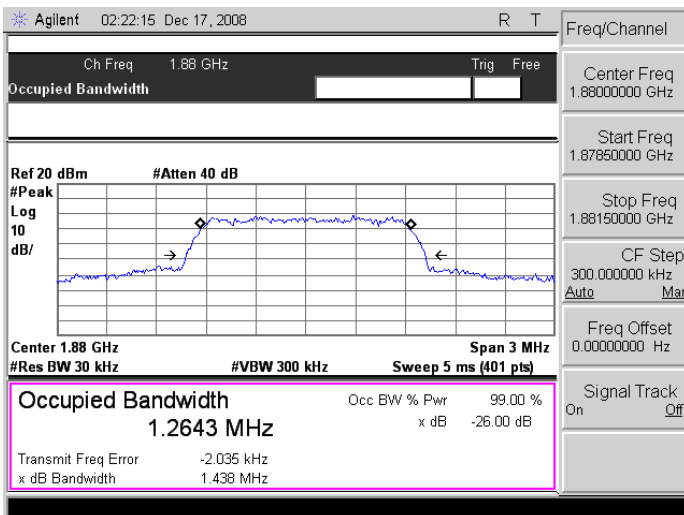 Agilent 02:22:15 Dec 17, 2008 R T
Freq/Channel
Ch Freq 1.88 GHz Trig Free
Occupied Bandwidth
Center Freq
1.88000000 GHz
Start Freq
1.87850000 GHz
Stop Freq
1.88150000 GHz
CF Step
300.000000 kHz
Auto Man
Freq Offset
0.00000000 Hz
Signal Track
On Off
Ref 20 dBm #Atten 40 dB
#Peak
Log
10
dB/
Center 1.88 GHz Span 3 MHz
#Res BW 30 kHz #VBW 300 kHz Sweep 5 ms (401 pts)
Occupied Bandwidth Occ BW % Pwr 99.00 %
1.2643 MHz x dB -26.00 dB
Transmit Freq Error -2.035 kHz
x dB Bandwidth 1.438 MHz